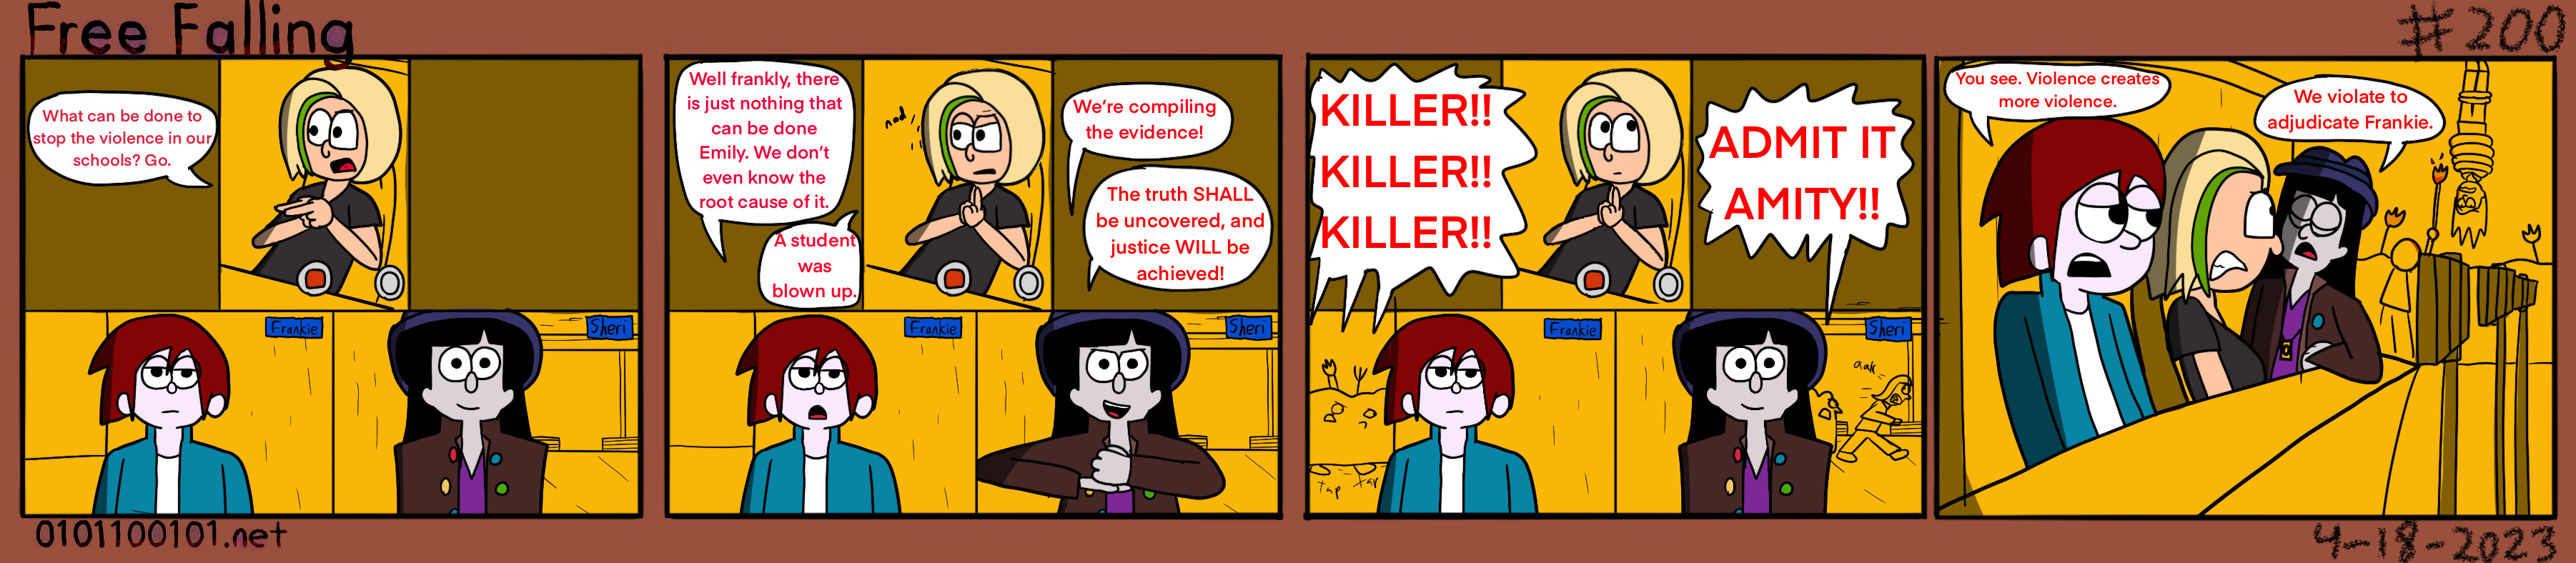 Free Falling
#200
What can be done to
stop the violence in our
schools? Go.
Frankie
Sheri
Well frankly, there
is just nothing that
can be done
Emily. We don't
even know the
root cause of it.
A student
was
blown up.
nod
We're compiling
the evidence!
The truth SHALL
be uncovered, and
justice WILL be
achieved!
Frankie
Sheri
KILLER!!
KILLER!!
KILLER!!
ADMIT IT
AMITY!!
Frankie
Sheri
aak
tap tap
You see. Violence creates
more violence.
We violate to
adjudicate Frankie.
0101100101.net
4-18-2023